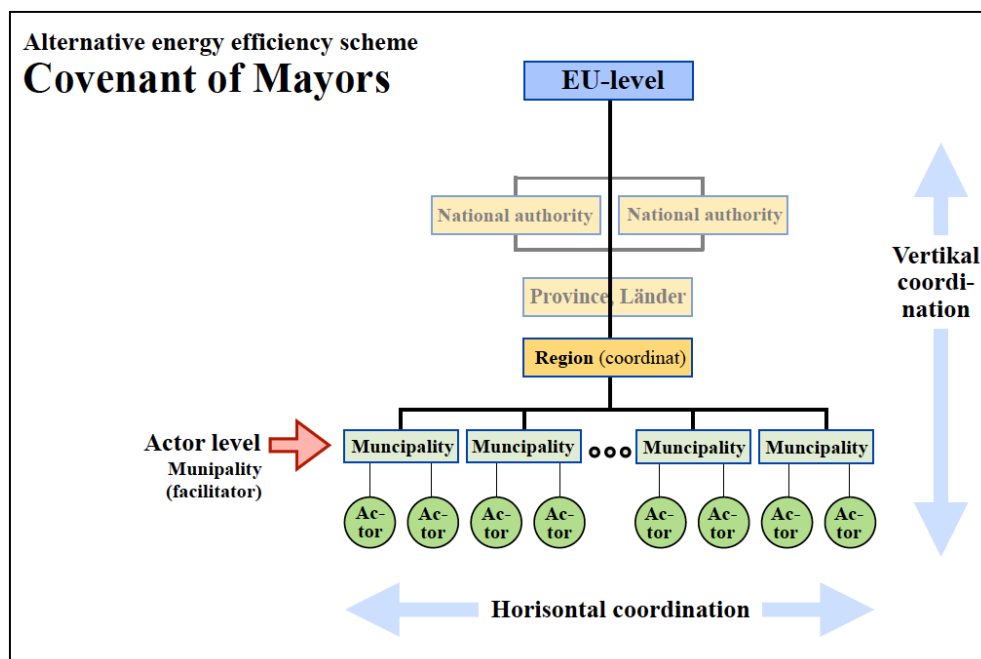 Alternative energy efficiency scheme
Covenant of Mayors
EU-level
National authority
National authority
Province, Länder
Region (coordinat)
Vertikal
coordi-
nation
Actor level
Munipality
(facilitator)
Muncipality
Muncipality
Muncipality
Muncipality
Ac-
tor
Ac-
tor
Ac-
tor
Ac-
tor
Ac-
tor
Ac-
tor
Ac-
tor
Ac-
tor
Horisontal coordination